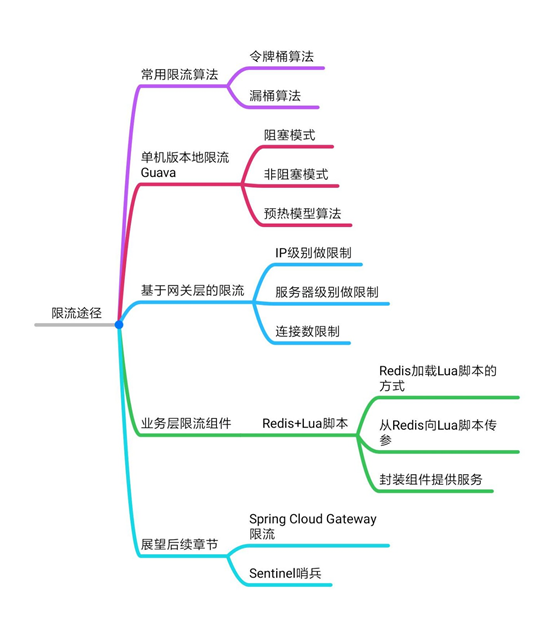 限流途径
常用限流算法
令牌桶算法
漏桶算法
单机版本地限流
Guava
阻塞模式
非阻塞模式
预热模型算法
基于网关层的限流
IP级别做限制
服务器级别做限制
连接数限制
业务层限流组件
Redis+Lua脚本
Redis加载Lua脚本的
方式
从Redis向Lua脚本传
参
封装组件提供服务
展望后续章节
Spring Cloud Gateway
限流
Sentinel哨兵